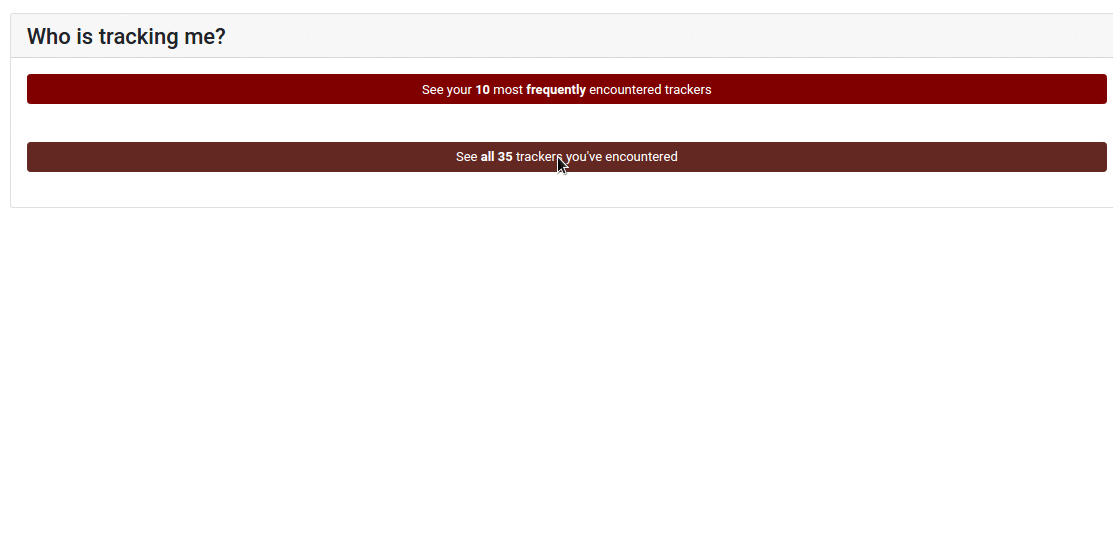 Who is tracking me?
See your 10 most frequently encountered trackers
See all 35 trackers you've encountered